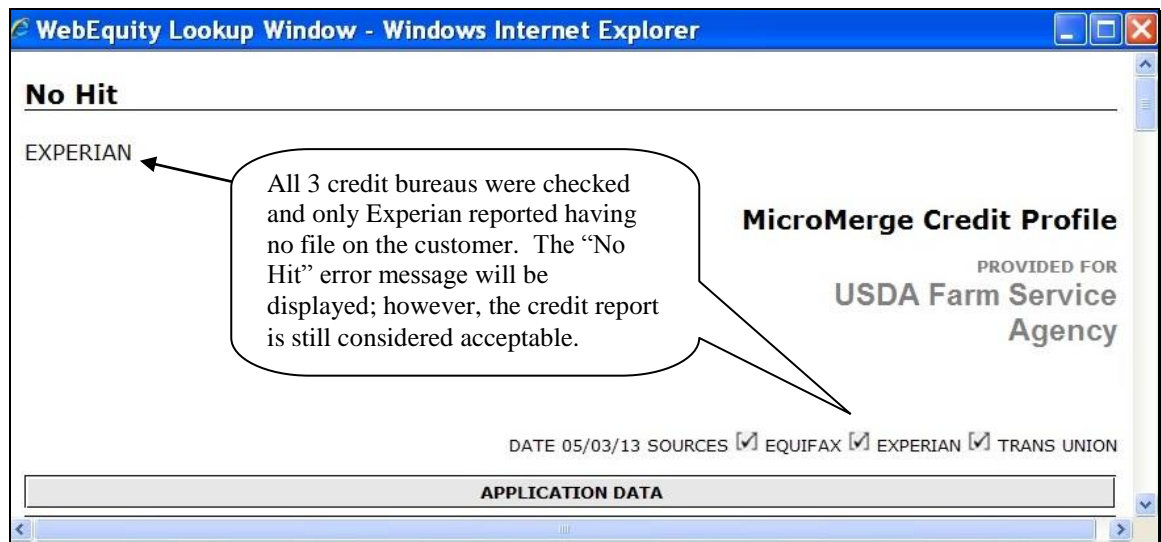 WebEquity Lookup Window - Windows Internet Explorer
No Hit
EXPERIAN
All 3 credit bureaus were checked
and only Experian reported having
no file on the customer. The “No
Hit” error message will be
displayed; however, the credit report
is still considered acceptable.
MicroMerge Credit Profile
PROVIDED FOR
USDA Farm Service
Agency
DATE 05/03/13 SOURCES ☑ EQUIFAX ☑ EXPERIAN ☑ TRANS UNION
APPLICATION DATA